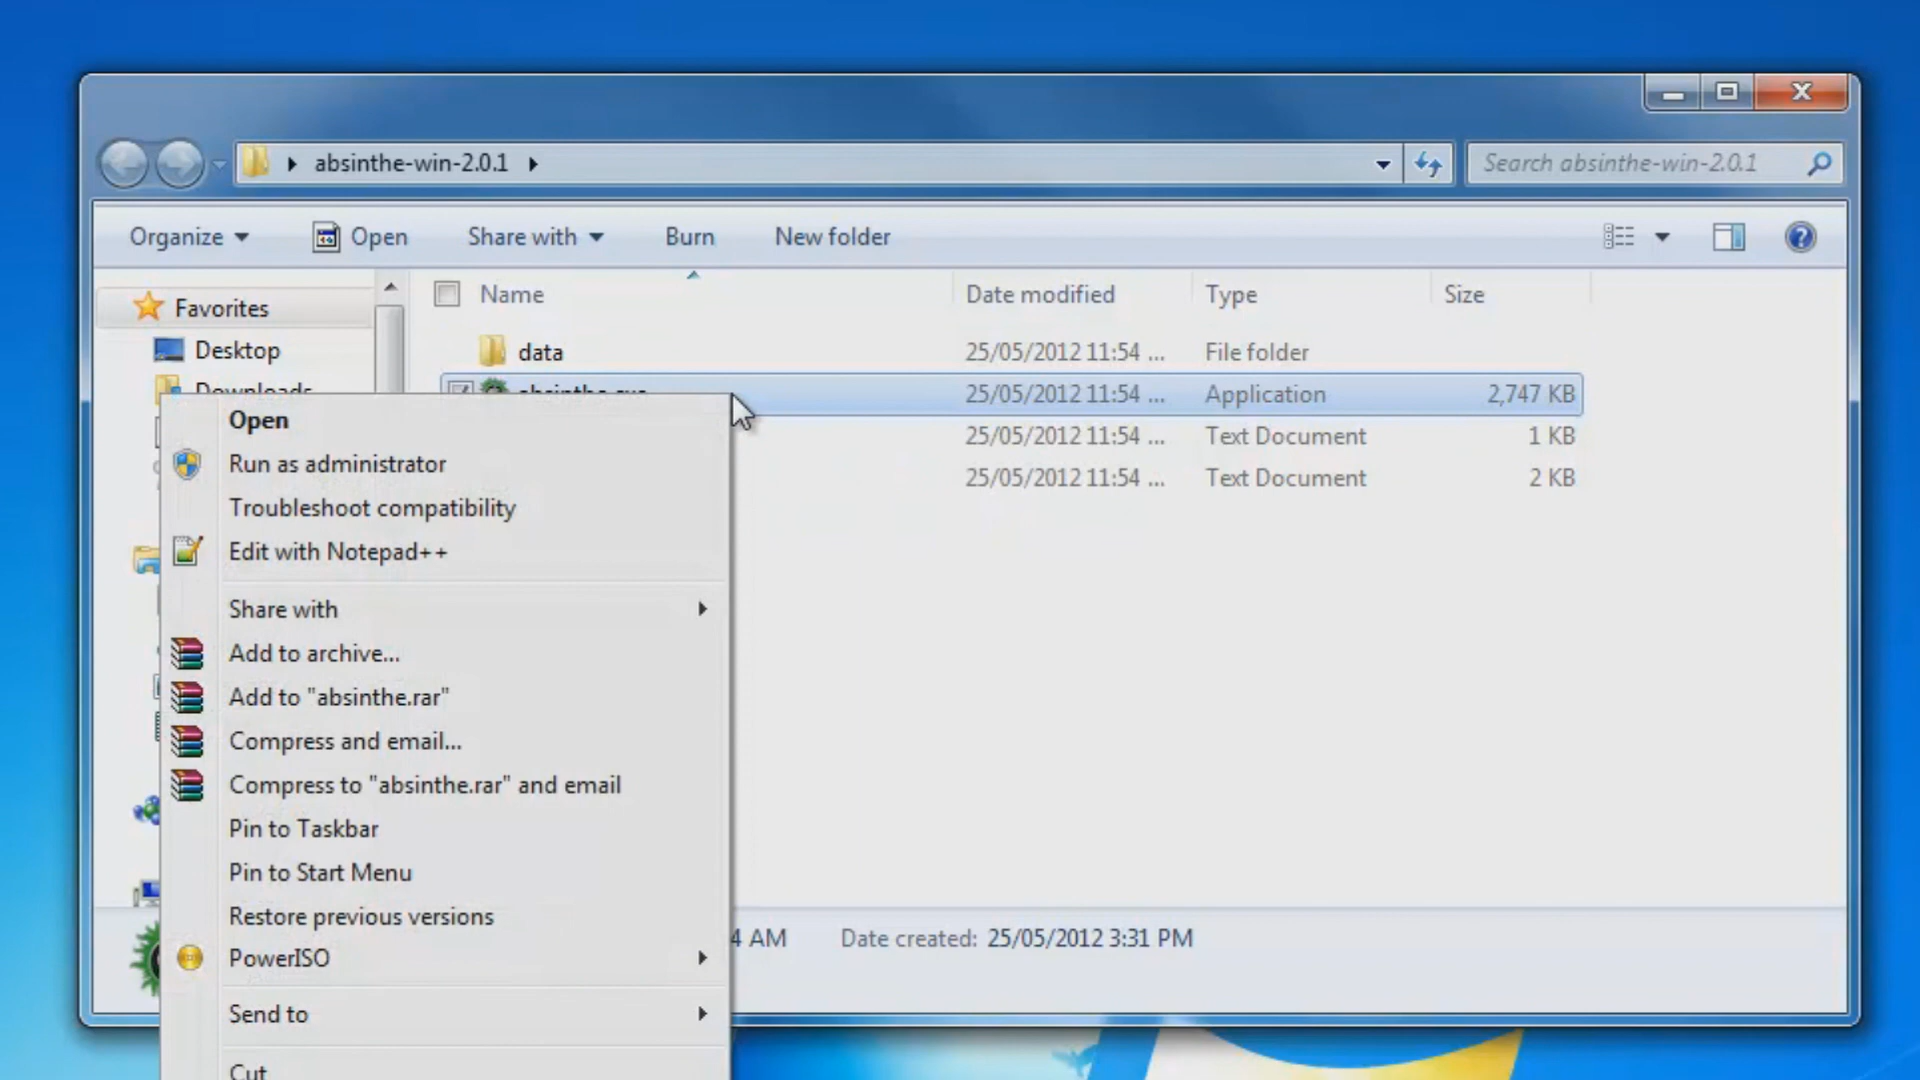 absinthe-win-2.0.1
Search absinthe-win-2.0.1
Organize
Open
Share with
Burn
New folder
Favorites
Name
Date modified
Type
Size
Desktop
data
25/05/2012 11:54 ...
File folder
Downloads
absinthe.exe
25/05/2012 11:54 ...
Application
2,747 KB
25/05/2012 11:54 ...
Text Document
1 KB
25/05/2012 11:54 ...
Text Document
2 KB
Open
Run as administrator
Troubleshoot compatibility
Edit with Notepad++
Share with
Add to archive...
Add to "absinthe.rar"
Compress and email...
Compress to "absinthe.rar" and email
Pin to Taskbar
Pin to Start Menu
Restore previous versions
PowerISO
Send to
Cut
4 AM
Date created: 25/05/2012 3:31 PM